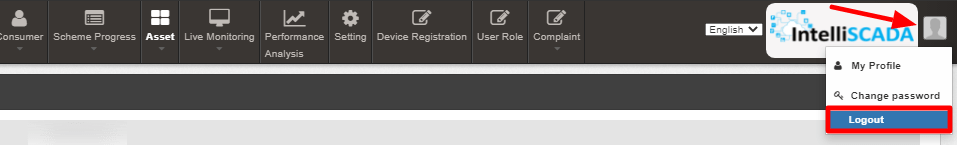 Consumer
Scheme Progress
Asset
Live Monitoring
Performance
Analysis
Setting
Device Registration
User Role
Complaint
English
IntelliSCADA
My Profile
Change password
Logout